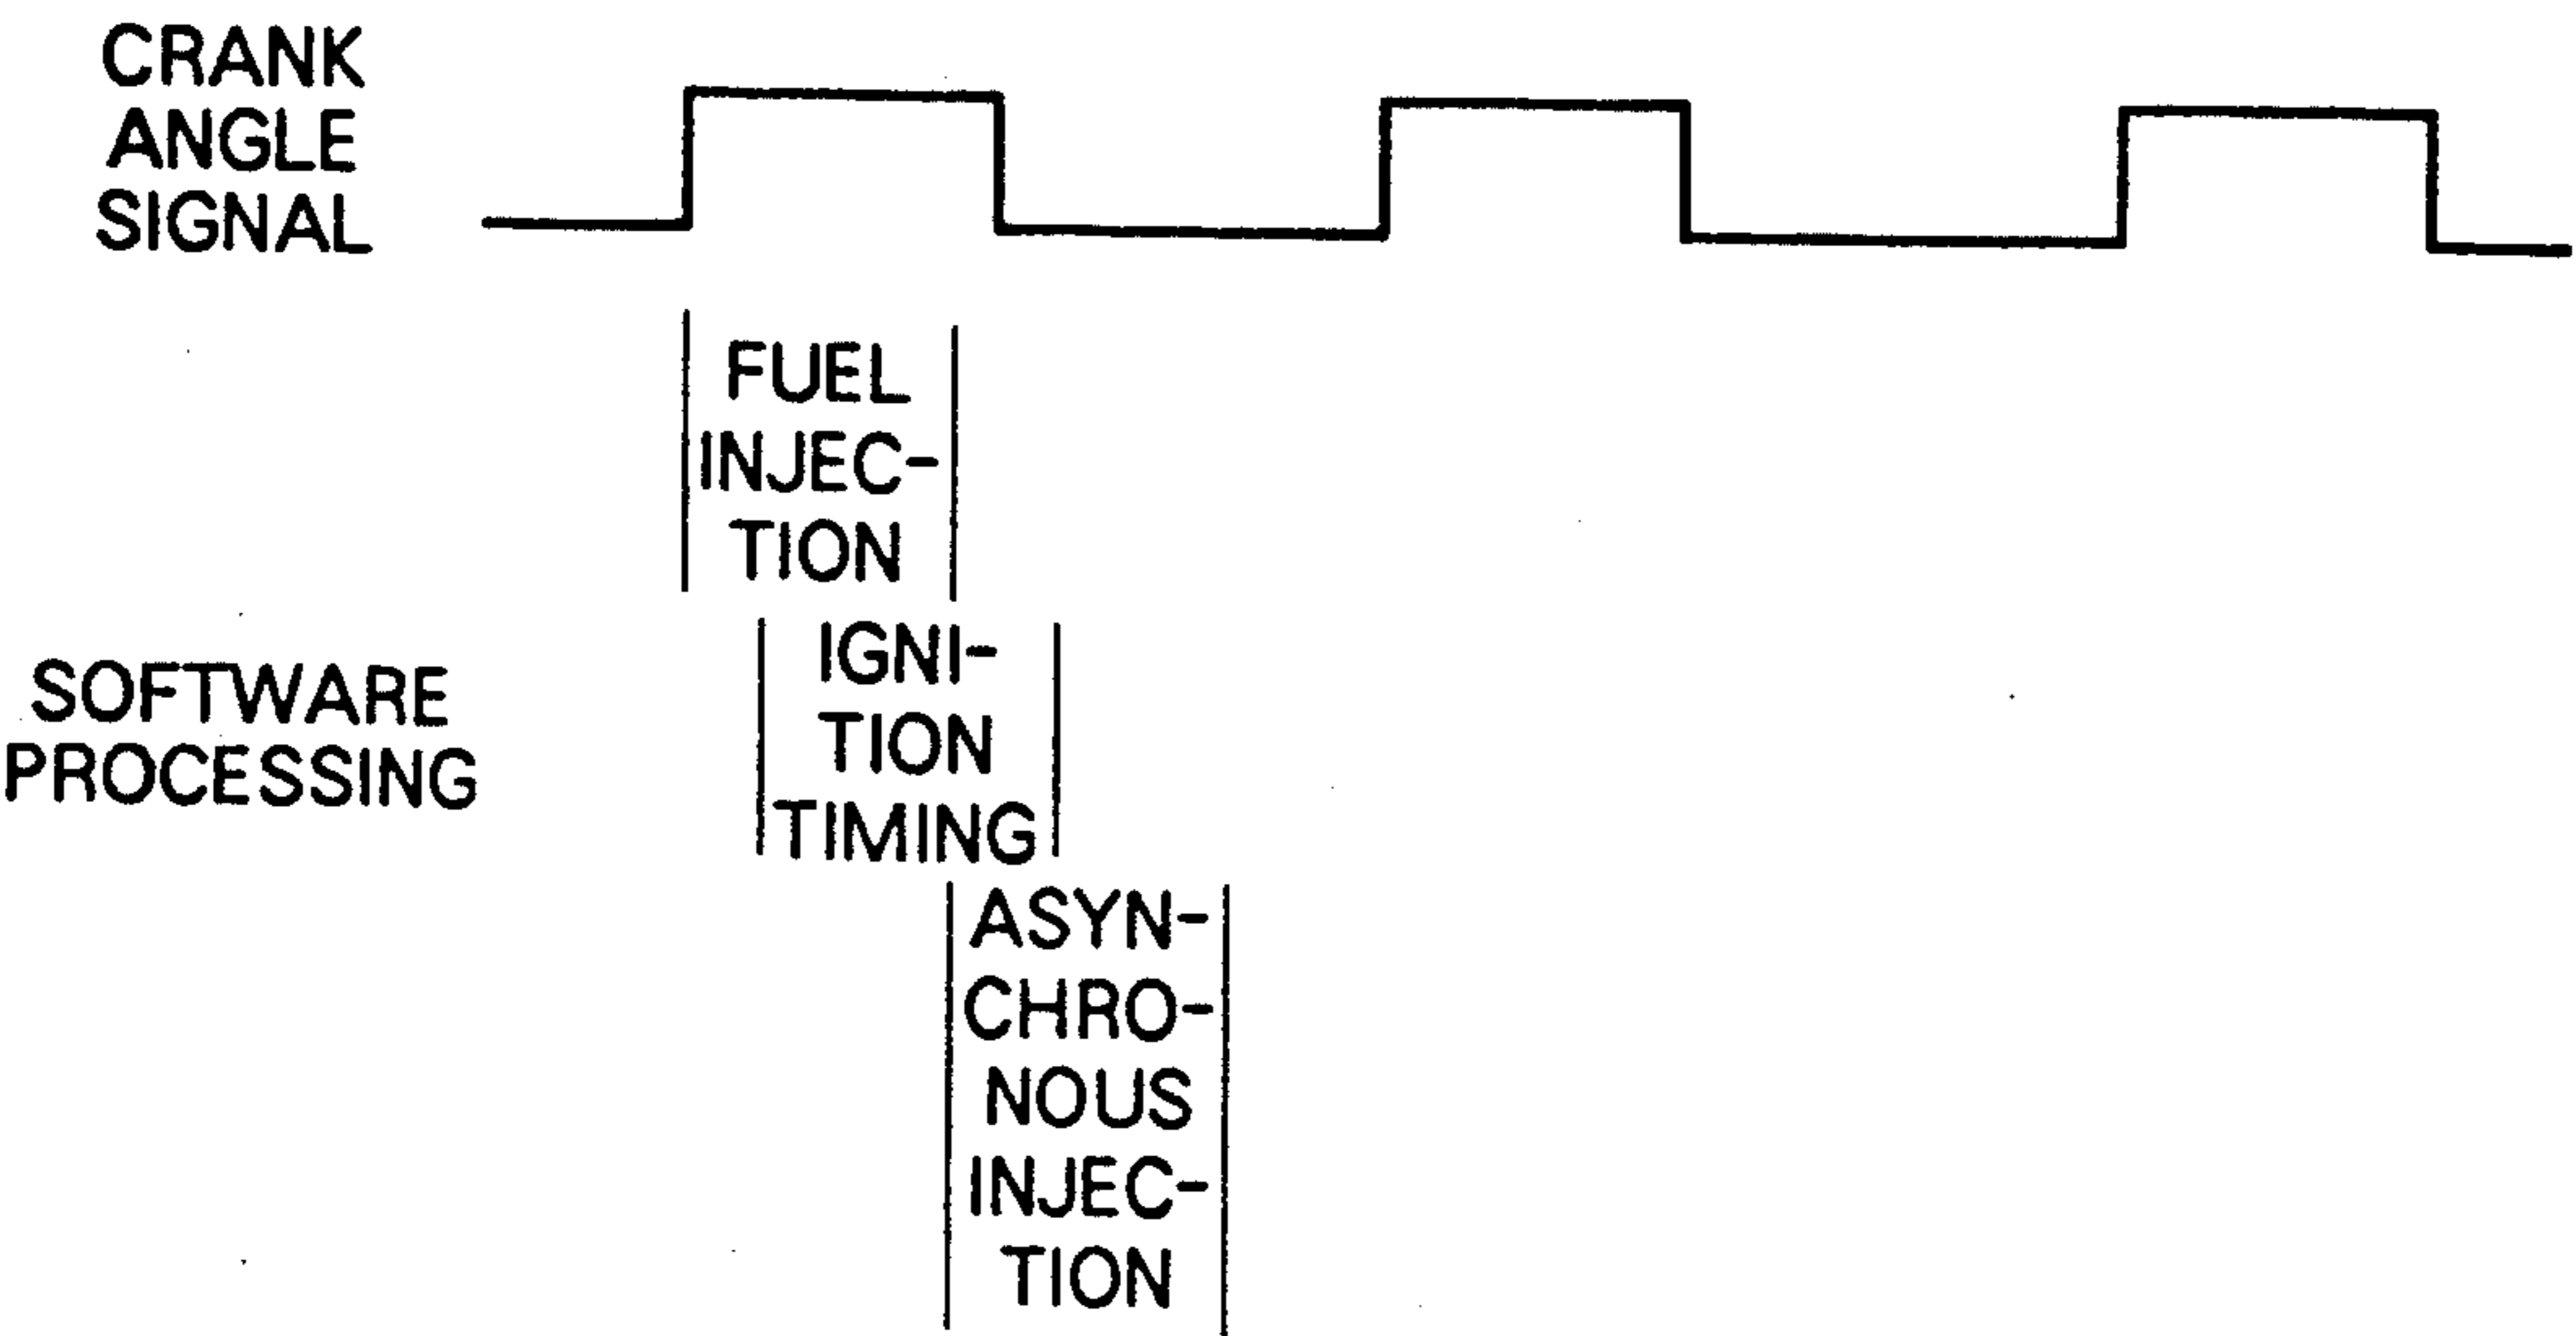 CRANK
ANGLE
SIGNAL
FUEL
INJEC-
TION
IGNI-
TION
TIMING
SOFTWARE
PROCESSING
ASYN-
CHRO-
NOUS
INJEC-
TION